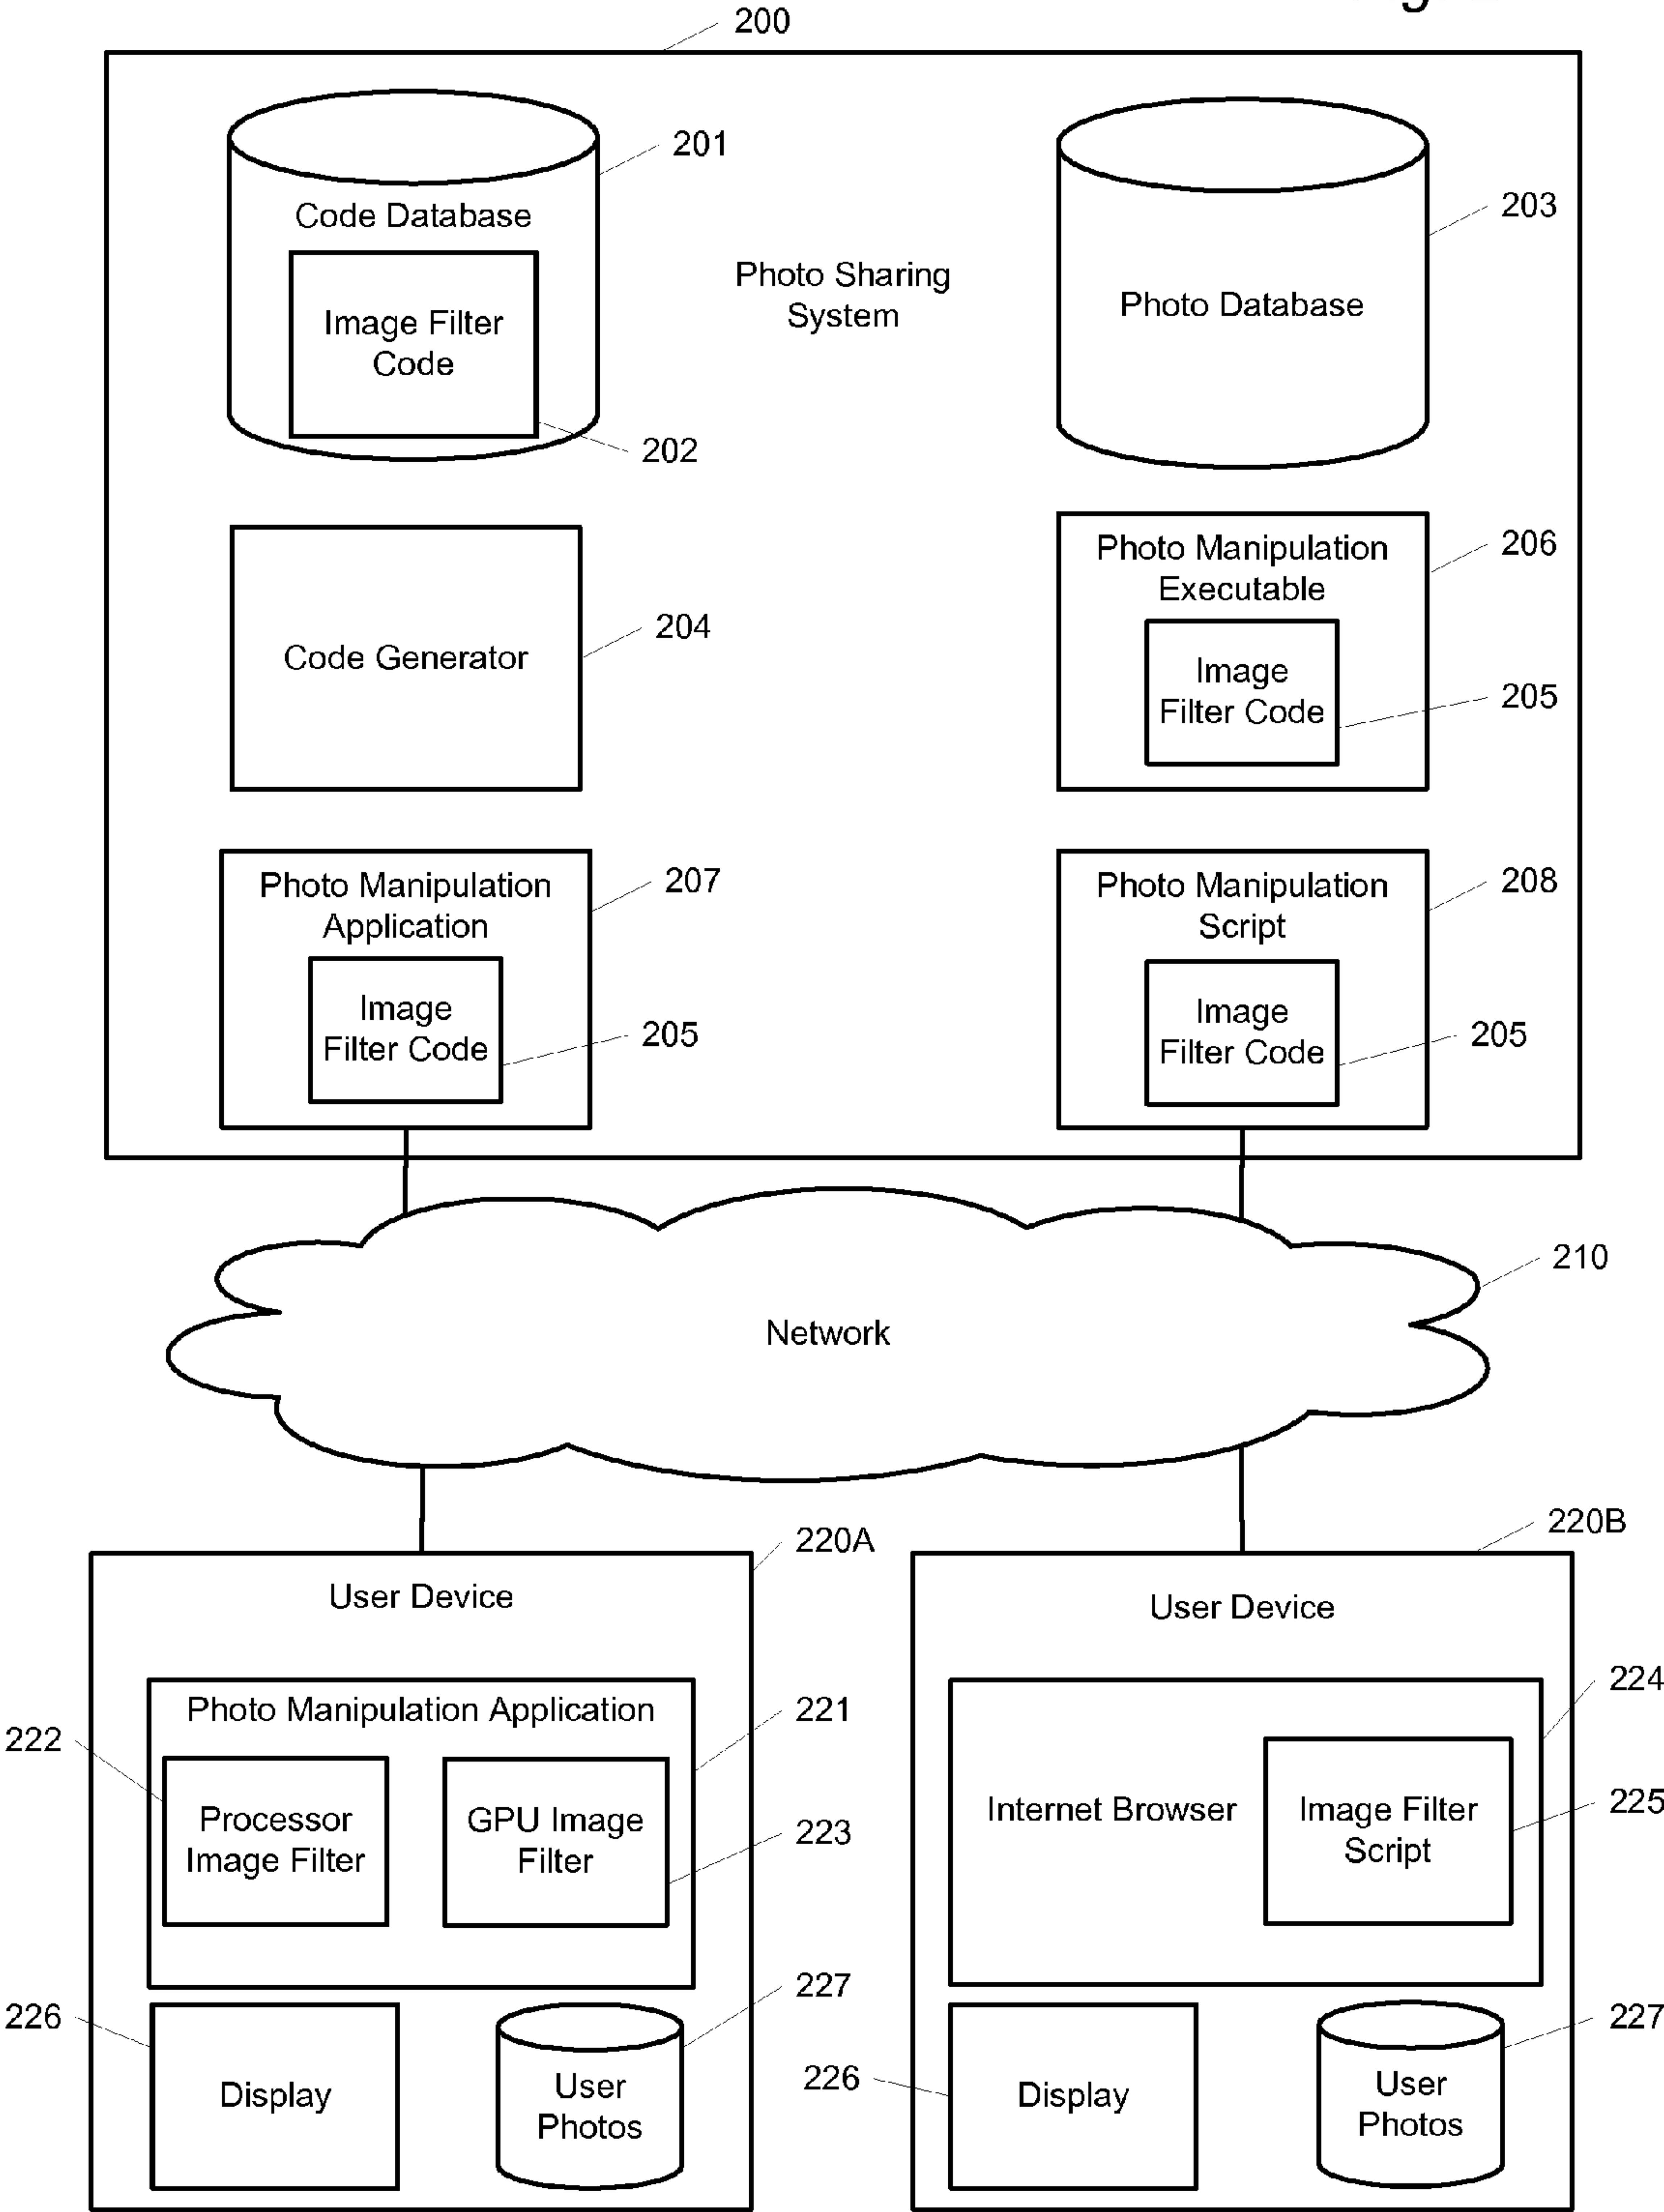 200
201
Code Database
Image Filter
Code
202
Photo Sharing
System
203
Photo Database
Code Generator
204
Photo Manipulation
Executable
206
Image
Filter Code
205
Photo Manipulation
Application
207
Image
Filter Code
205
Photo Manipulation
Script
208
Image
Filter Code
205
210
Network
220A
User Device
Photo Manipulation Application
221
222
Processor
Image Filter
GPU Image
Filter
223
226
Display
227
User
Photos
220B
User Device
224
Internet Browser
Image Filter
Script
225
226
Display
227
User
Photos